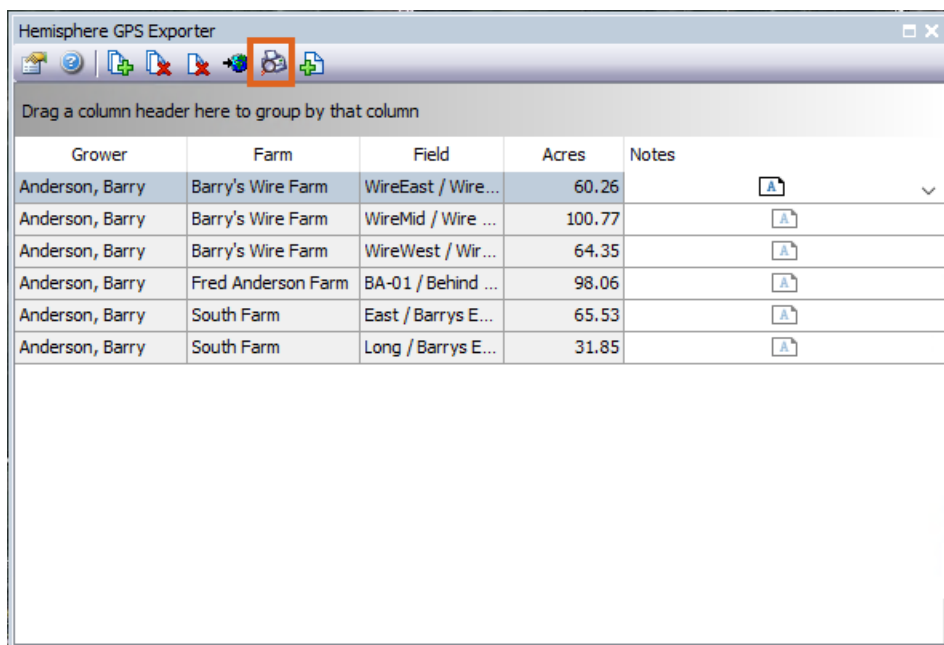 Hemisphere GPS Exporter
Drag a column header here to group by that column
Grower Farm Field Acres Notes
Anderson, Barry Barry's Wire Farm WireEast / Wire... 60.26 A
Anderson, Barry Barry's Wire Farm WireMid / Wire ... 100.77 A
Anderson, Barry Barry's Wire Farm WireWest / Wir... 64.35 A
Anderson, Barry Fred Anderson Farm BA-01 / Behind ... 98.06 A
Anderson, Barry South Farm East / Barrys E... 65.53 A
Anderson, Barry South Farm Long / Barrys E... 31.85 A